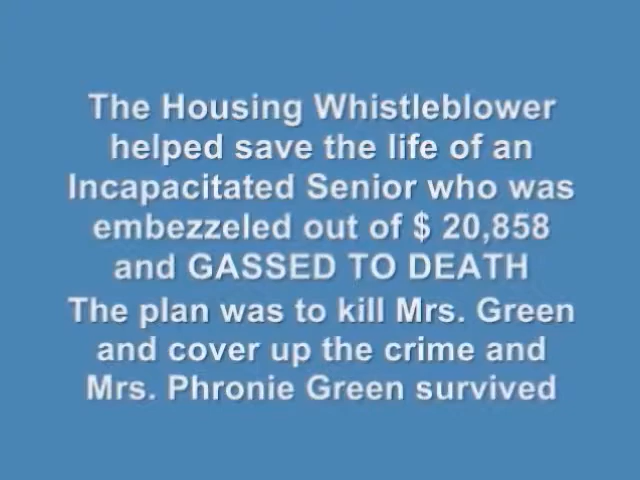 The Housing Whistleblower
helped save the life of an
Incapacitated Senior who was
embezzeled out of $ 20,858
and GASSED TO DEATH
The plan was to kill Mrs. Green
and cover up the crime and
Mrs. Phronie Green survived